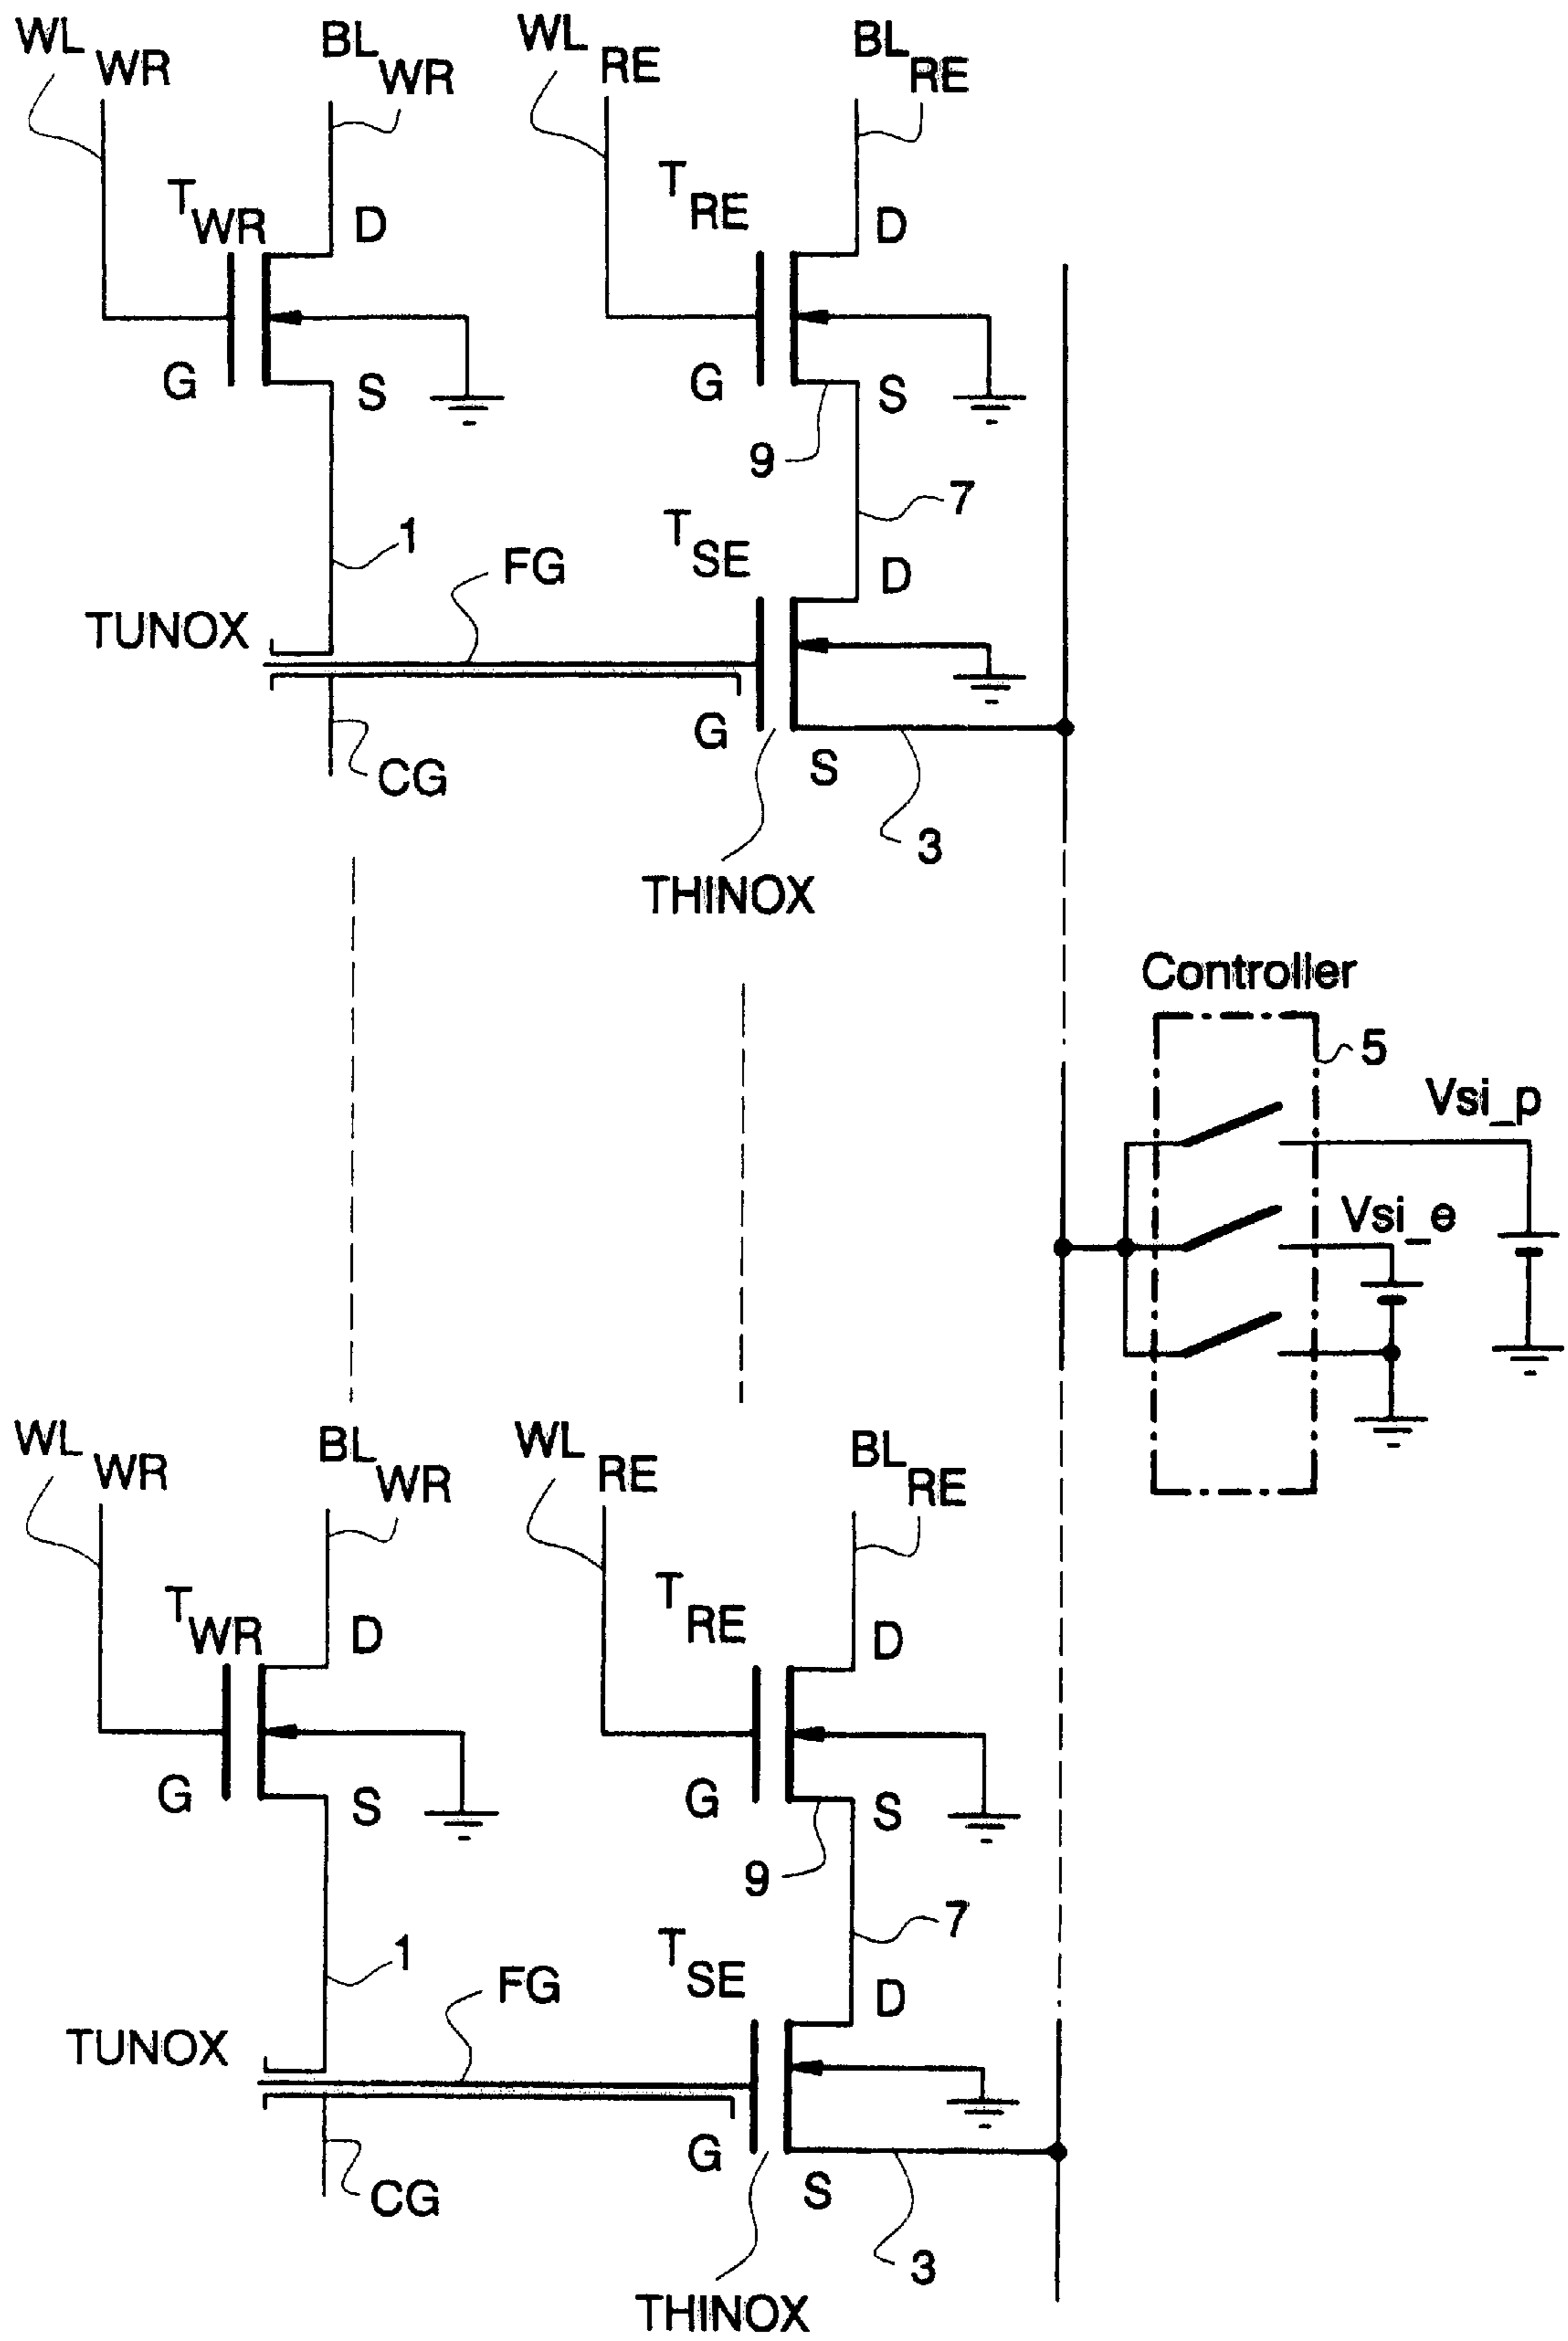 WL WR BL WR WL RE BL RE
T WR D T RE D
G S G S
9
7
1
FG T SE D
TUNOX
G S
CG
3
THINOX
Controller
5
Vsi_p
Vsi_e
WL WR BL WR WL RE BL RE
T WR D T RE D
G S G S
9
7
1
FG T SE D
TUNOX
G S
CG
3
THINOX